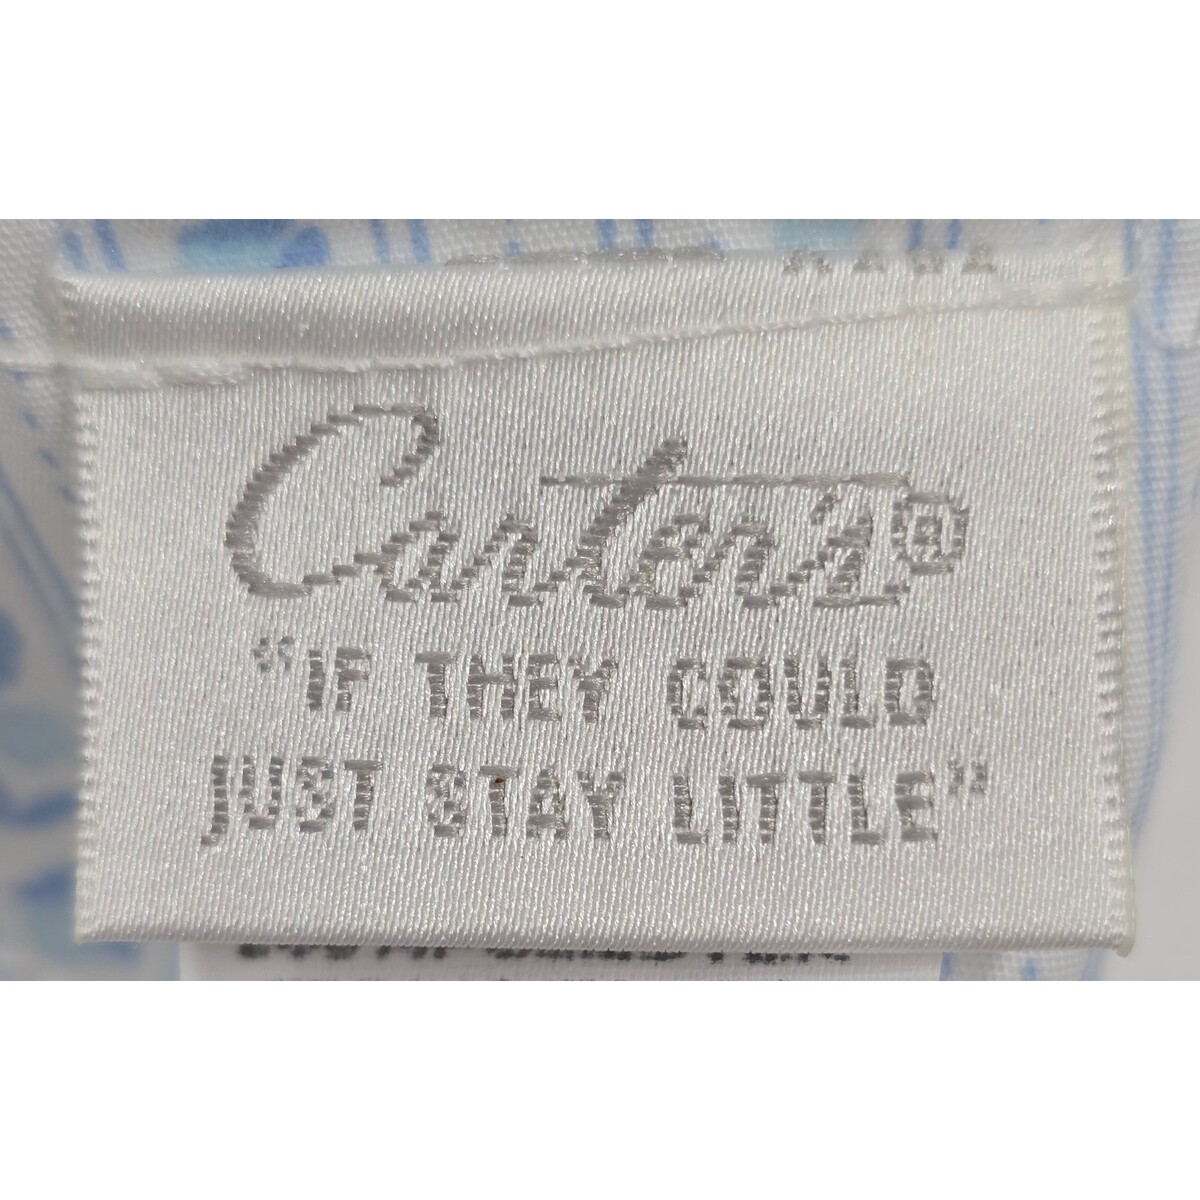 Carter's®
"IF THEY COULD
JUST STAY LITTLE"